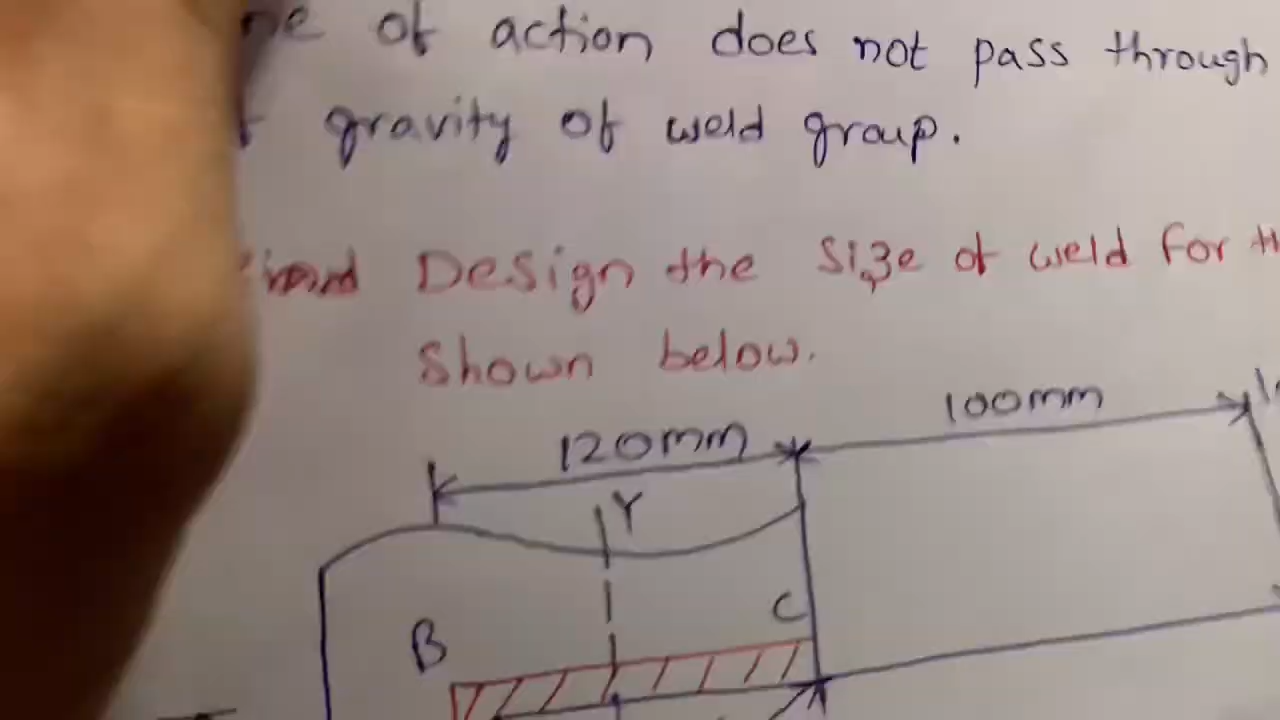 of action does not pass through
gravity of weld group.
Design the size of weld for
shown below.
100mm
120mm
Y
C
B